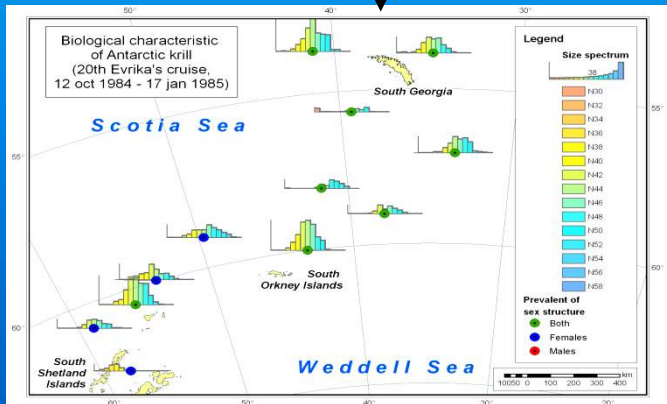 50°
40°
30°
Biological characteristic
of Antarctic krill
(20th Evrika's cruise,
12 oct 1984 - 17 jan 1985)
Scotia Sea
South Georgia
55°
55°
60°
60°
South
Orkney Islands
South
Shetland
Islands
Weddell Sea
60°
50°
40°
30°
Legend
Size spectrum
38
N30
N32
N34
N36
N38
N40
N42
N44
N46
N48
N50
N52
N54
N56
N58
Prevalent of
sex structure
Both
Females
Males
km
10050 0 100 200 300 400